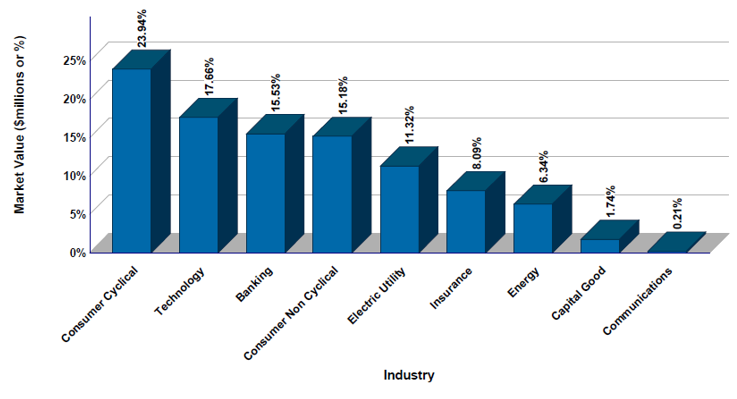 Market Value ($millions or %)
25%
20%
15%
10%
5%
0%
23.94%
17.66%
15.53%
15.18%
11.32%
8.09%
6.34%
1.74%
0.21%
Consumer Cyclical
Technology
Banking
Consumer Non Cyclical
Electric Utility
Insurance
Energy
Capital Good
Communications
Industry